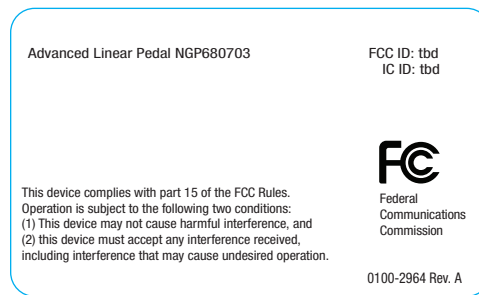 Advanced Linear Pedal NGP680703
FCC ID: tbd
IC ID: tbd
FC
Federal
Communications
Commission
This device complies with part 15 of the FCC Rules.
Operation is subject to the following two conditions:
(1) This device may not cause harmful interference, and
(2) this device must accept any interference received,
including interference that may cause undesired operation.
0100-2964 Rev. A